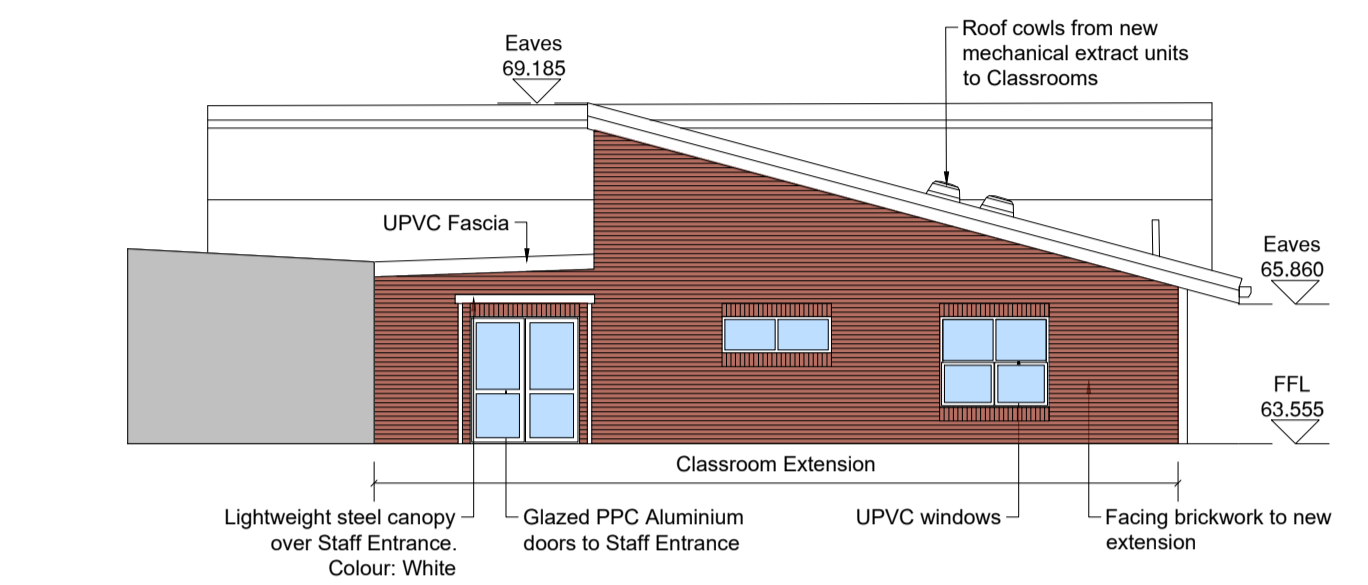 Roof cowls from new
mechanical extract units
to Classrooms
Eaves
69.185
UPVC Fascia
Eaves
65.860
FFL
63.555
Classroom Extension
Lightweight steel canopy
over Staff Entrance.
Colour: White
Glazed PPC Aluminium
doors to Staff Entrance
UPVC windows
Facing brickwork to new
extension